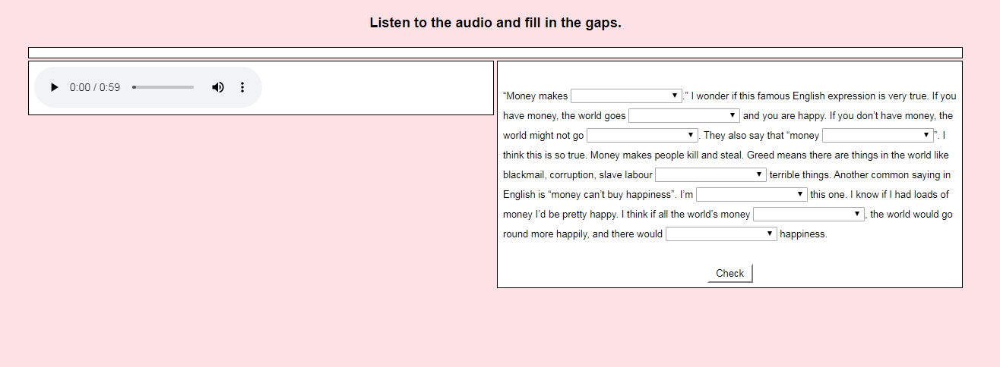 Listen to the audio and fill in the gaps.
0:00 / 0:59
“Money makes .” I wonder if this famous English expression is very true. If you
have money, the world goes and you are happy. If you don’t have money, the
world might not go . They also say that “money ”. I
think this is so true. Money makes people kill and steal. Greed means there are things in the world like
blackmail, corruption, slave labour terrible things. Another common saying in
English is “money can’t buy happiness”. I’m this one. I know if I had loads of
money I’d be pretty happy. I think if all the world’s money , the world would go
round more happily, and there would happiness.
Check